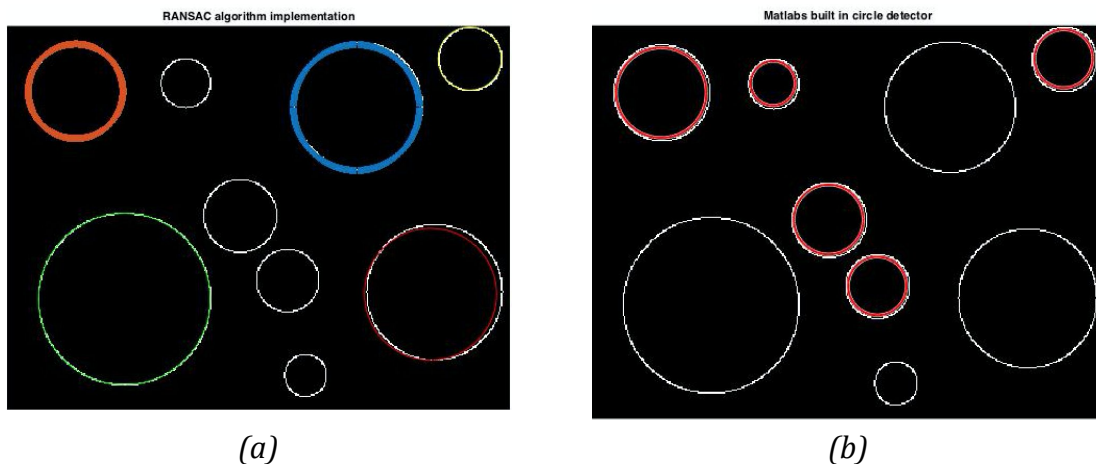 RANSAC algorithm implementation
Matlabs built in circle detector
(a)
(b)